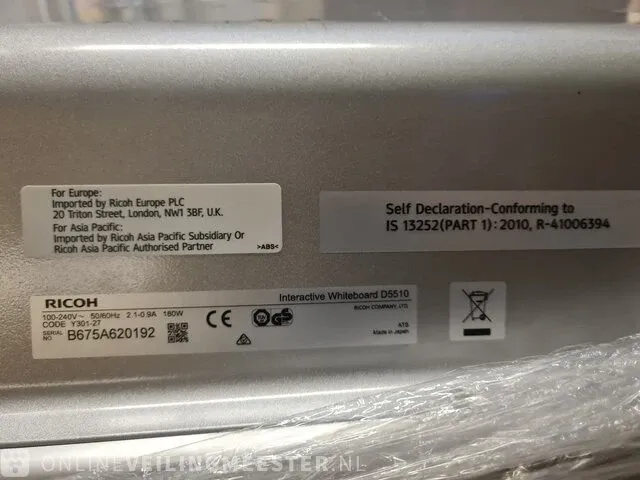 For Europe:
Imported by Ricoh Europe PLC
20 Triton Street, London, NW1 3BF, U.K.
For Asia Pacific:
Imported by Ricoh Asia Pacific Subsidiary Or
Ricoh Asia Pacific Authorised Partner
>ABS<
Self Declaration-Conforming to
IS 13252(PART 1):2010, R-41006394
RICOH
Interactive Whiteboard D5510
RICOH COMPANY, LTD.
100-240V~ 50/60Hz 2.1-0.9A 160W
CODE Y301-27
SERIAL NO B675A620192
CE
GS
ATS
Made in Japan
ONLINEVEILINGMEESTER.NL